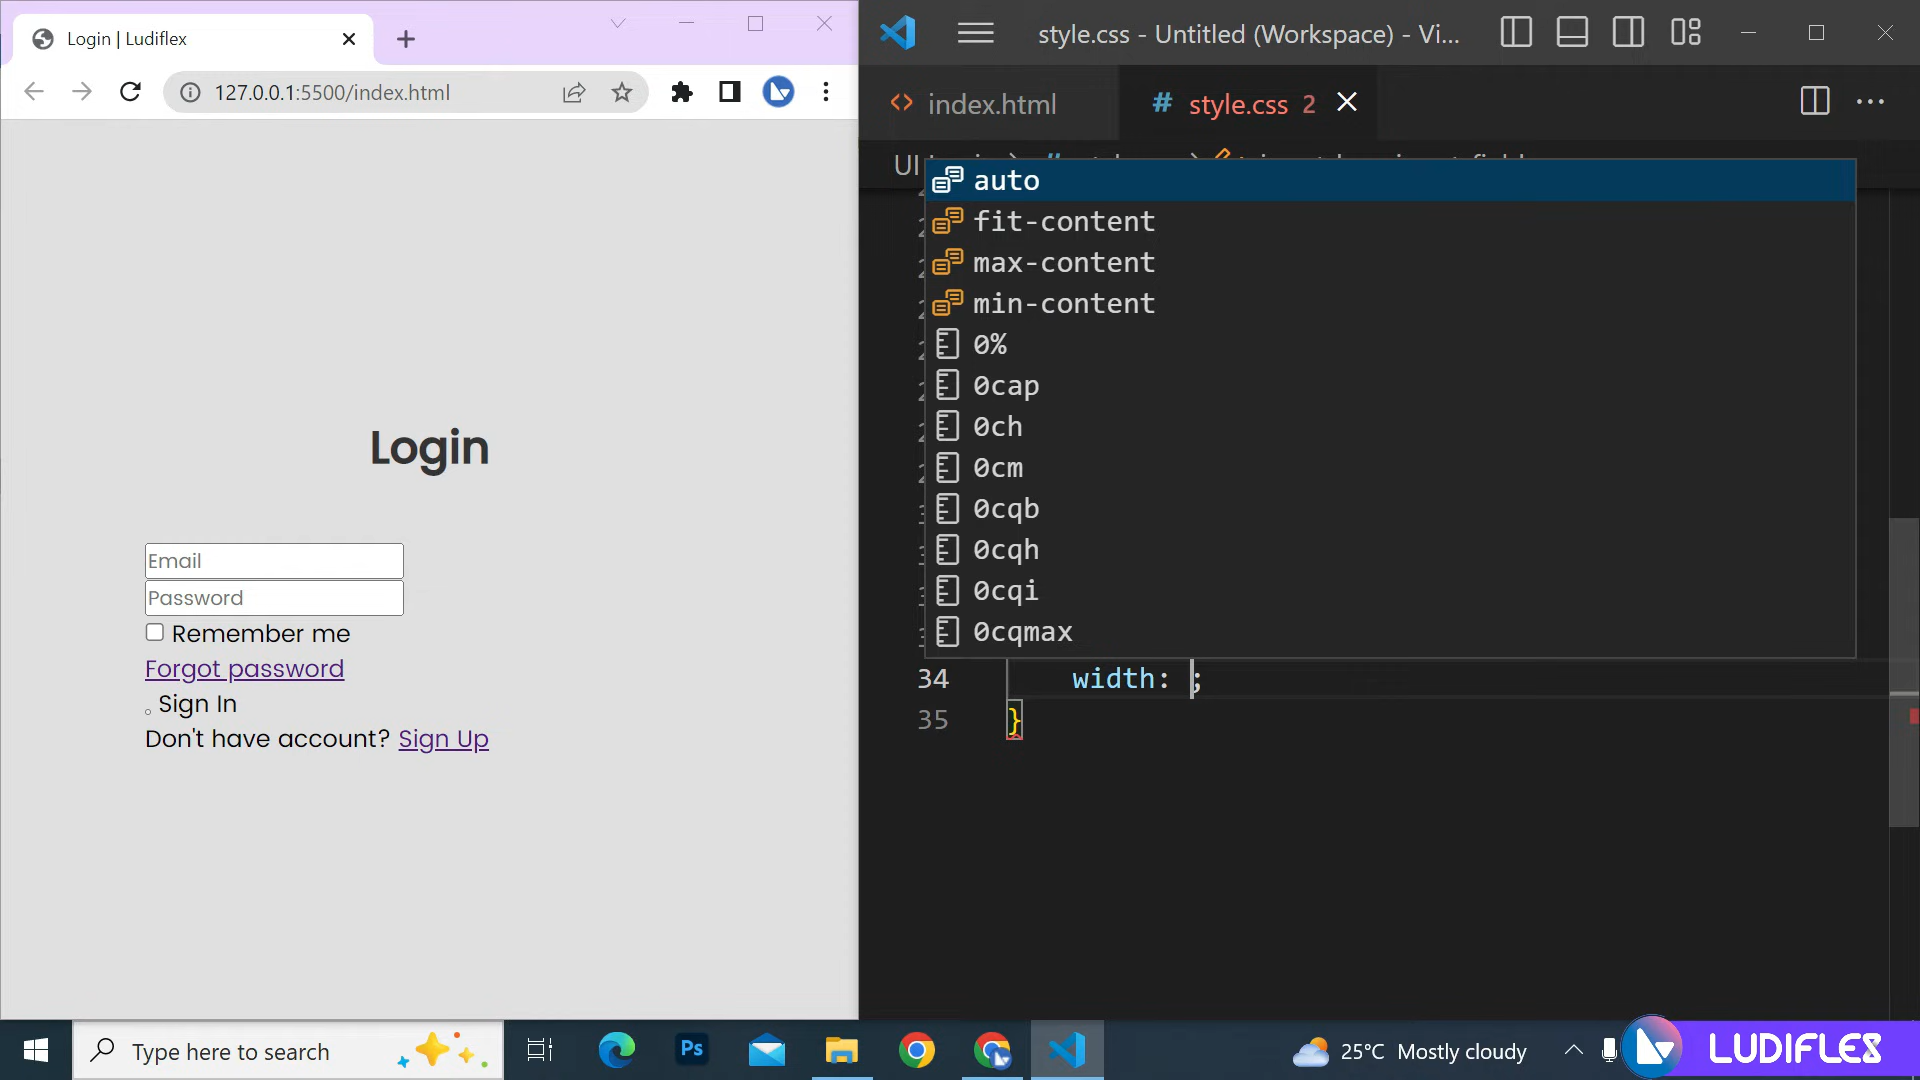 Login | Ludiflex
127.0.0.1:5500/index.html
Login
Email
Password
Remember me
Forgot password
Sign In
Don't have account? Sign Up
style.css - Untitled (Workspace) - Vi...
index.html
# style.css 2
auto
fit-content
max-content
min-content
0%
0cap
0ch
0cm
0cqb
0cqh
0cqi
0cqmax
34 width: ;
35 }
Type here to search
Ps
25°C Mostly cloudy
LUDIFLEX